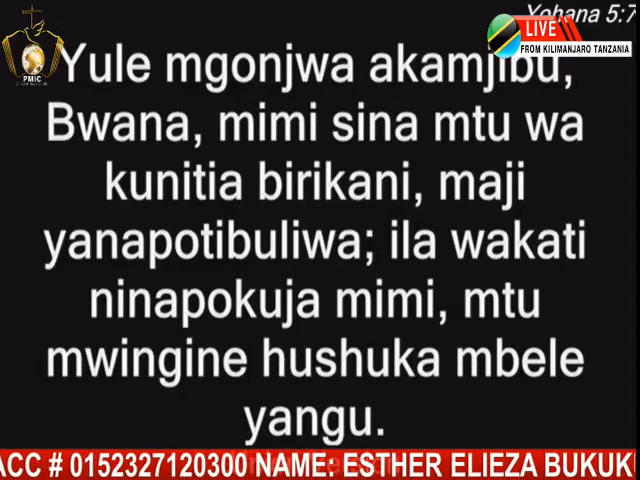 Yohana 5:7
LIVE
FROM KILIMANJARO TANZANIA
PMIC
Yule mgonjwa akamjibu,
Bwana, mimi sina mtu wa
kunitia birikani, maji
yanapotibuliwa; ila wakati
ninapokuja mimi, mtu
mwingine hushuka mbele
yangu.
ACC # 0152327120300 NAME: ESTHER ELIEZA BUKUK